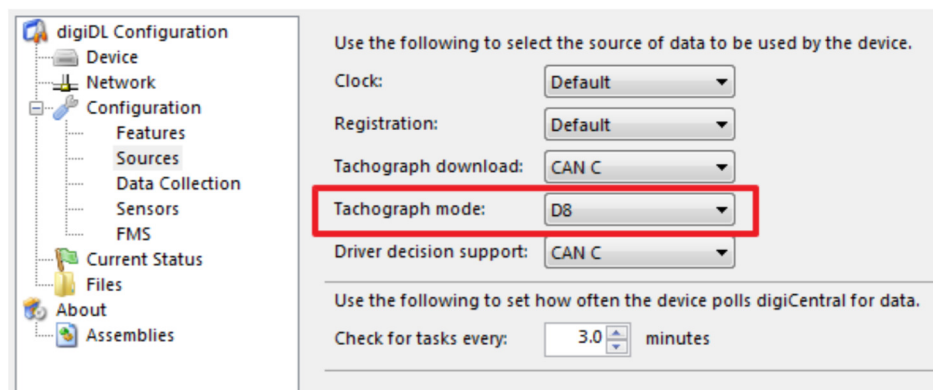 digiDL Configuration
Device
Network
Configuration
Features
Sources
Data Collection
Sensors
FMS
Current Status
Files
About
Assemblies
Use the following to select the source of data to be used by the device.
Clock: Default
Registration: Default
Tachograph download: CAN C
Tachograph mode: D8
Driver decision support: CAN C
Use the following to set how often the device polls digiCentral for data.
Check for tasks every: 3.0 minutes